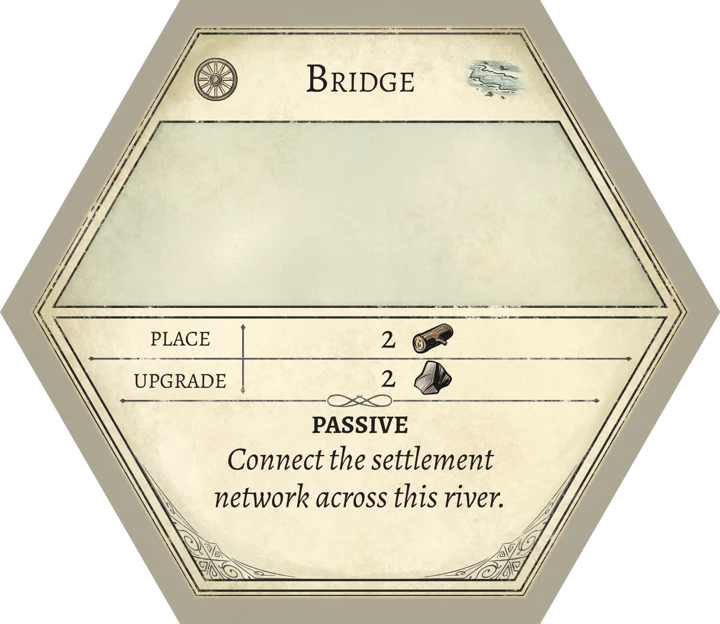 Bridge
PLACE 2
UPGRADE 2
PASSIVE
Connect the settlement
network across this river.